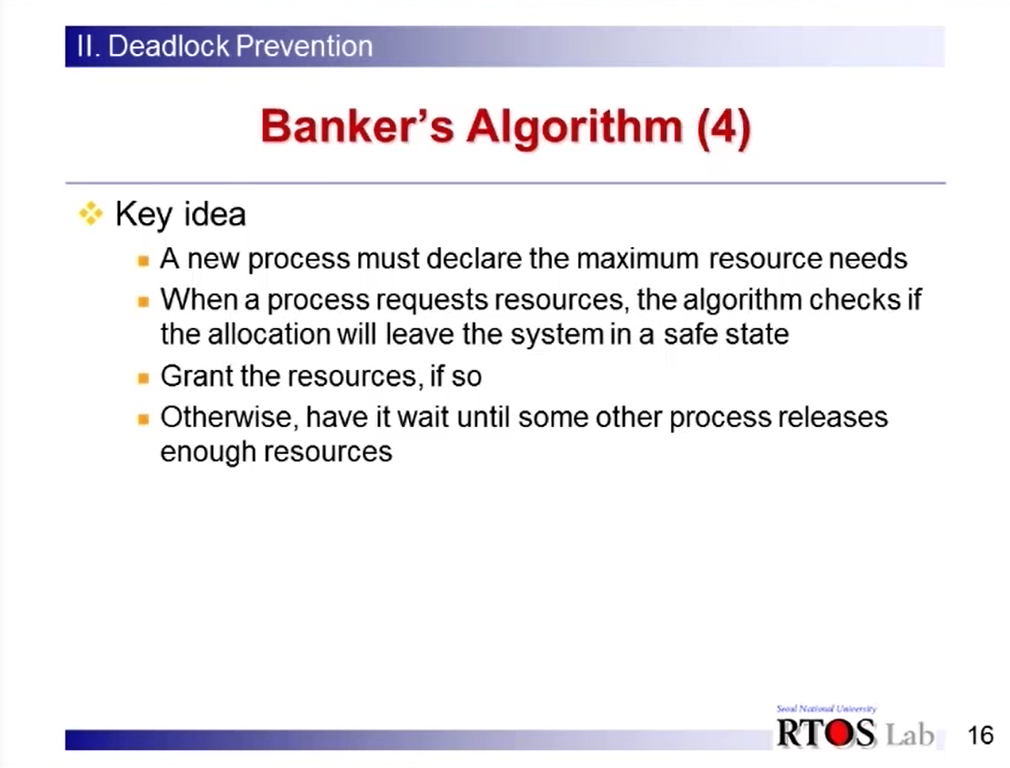 II. Deadlock Prevention
Banker's Algorithm (4)
Key idea
A new process must declare the maximum resource needs
When a process requests resources, the algorithm checks if
the allocation will leave the system in a safe state
Grant the resources, if so
Otherwise, have it wait until some other process releases
enough resources
Seoul National University
RTOS Lab
16